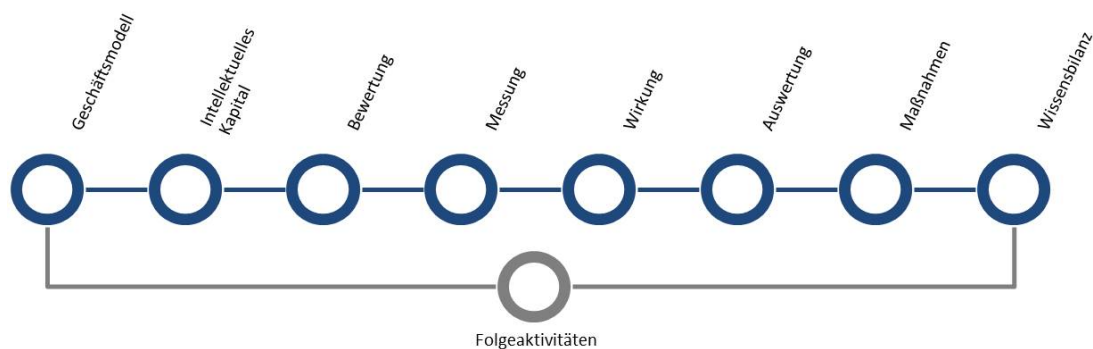 Geschäftsmodell
Intellektuelles
Kapital
Bewertung
Messung
Wirkung
Auswertung
Maßnahmen
Wissensbilanz
Folgeaktivitäten